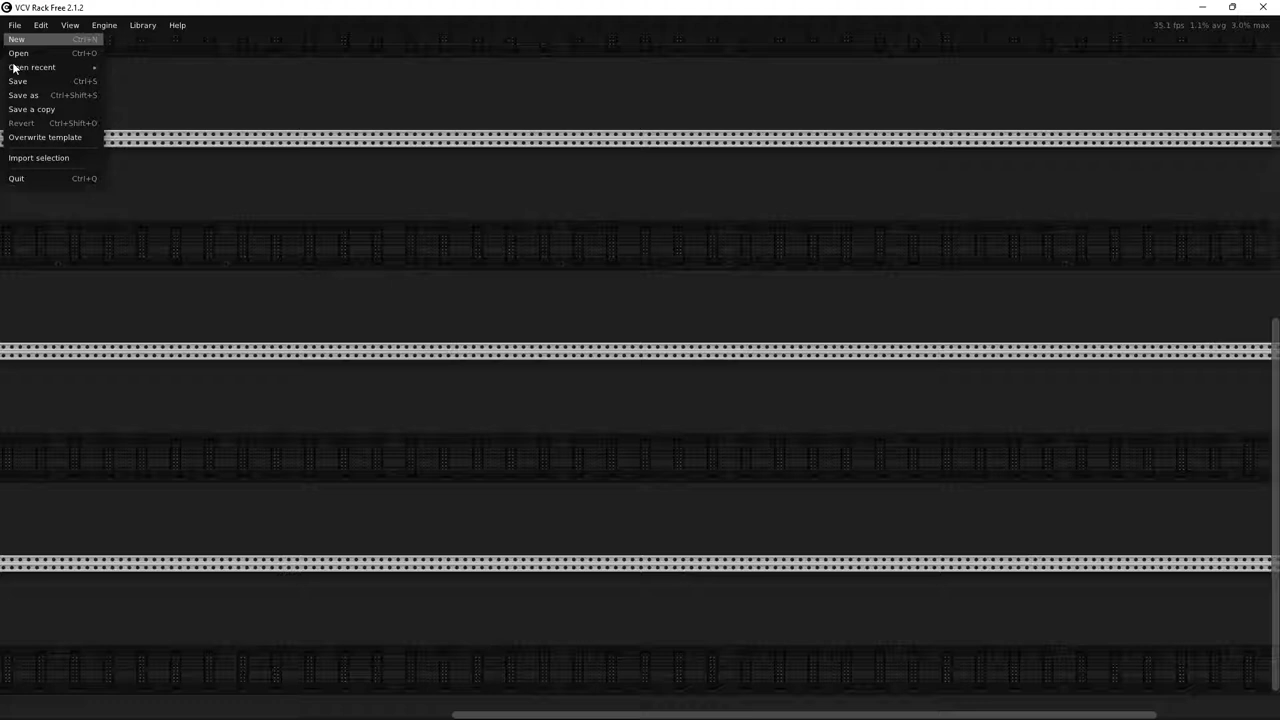 VCV Rack Free 2.1.2
File Edit View Engine Library Help
35.1 fps 1.1% avg 3.0% max
New Ctrl+N
Open Ctrl+O
Open recent
Save Ctrl+S
Save as Ctrl+Shift+S
Save a copy
Revert Ctrl+Shift+O
Overwrite template
Import selection
Quit Ctrl+Q